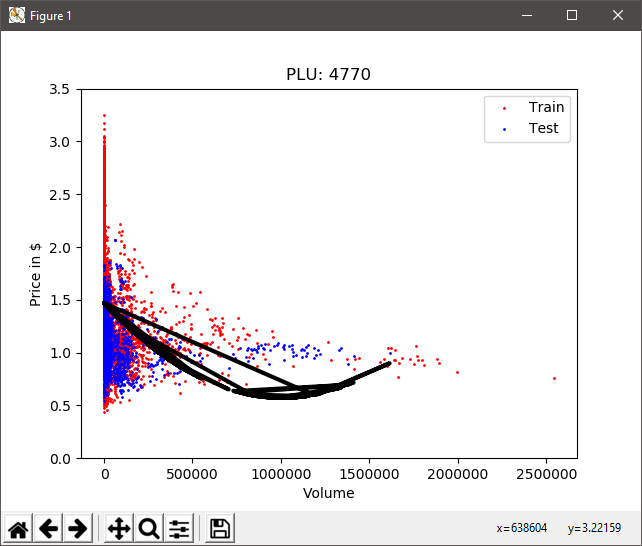 Figure 1
PLU: 4770
3.5
3.0
2.5
2.0
1.5
1.0
0.5
0.0
Price in $
Train
Test
0 500000 1000000 1500000 2000000 2500000
Volume
x=638604 y=3.22159